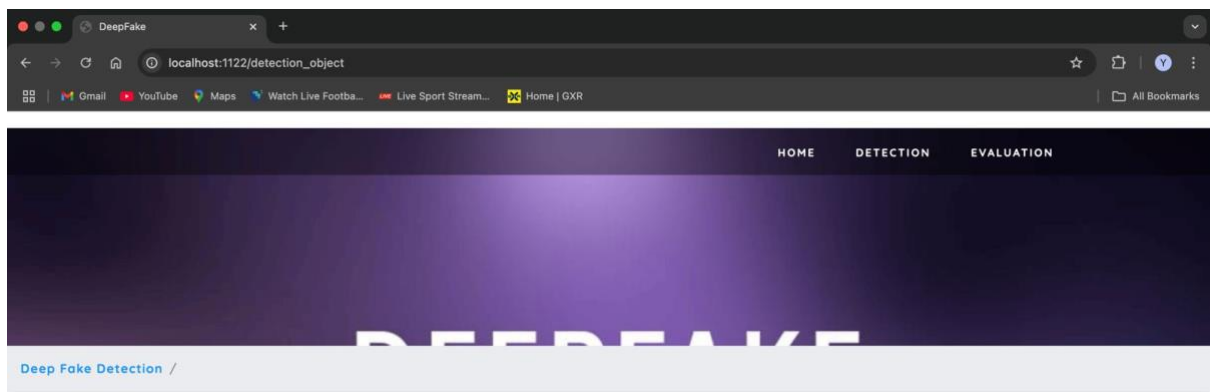 DeepFake
localhost:1122/detection_object
Gmail YouTube Maps Watch Live Footba... Live Sport Stream... Home | GXR All Bookmarks
HOME DETECTION EVALUATION
DEEPFAKE
Deep Fake Detection /